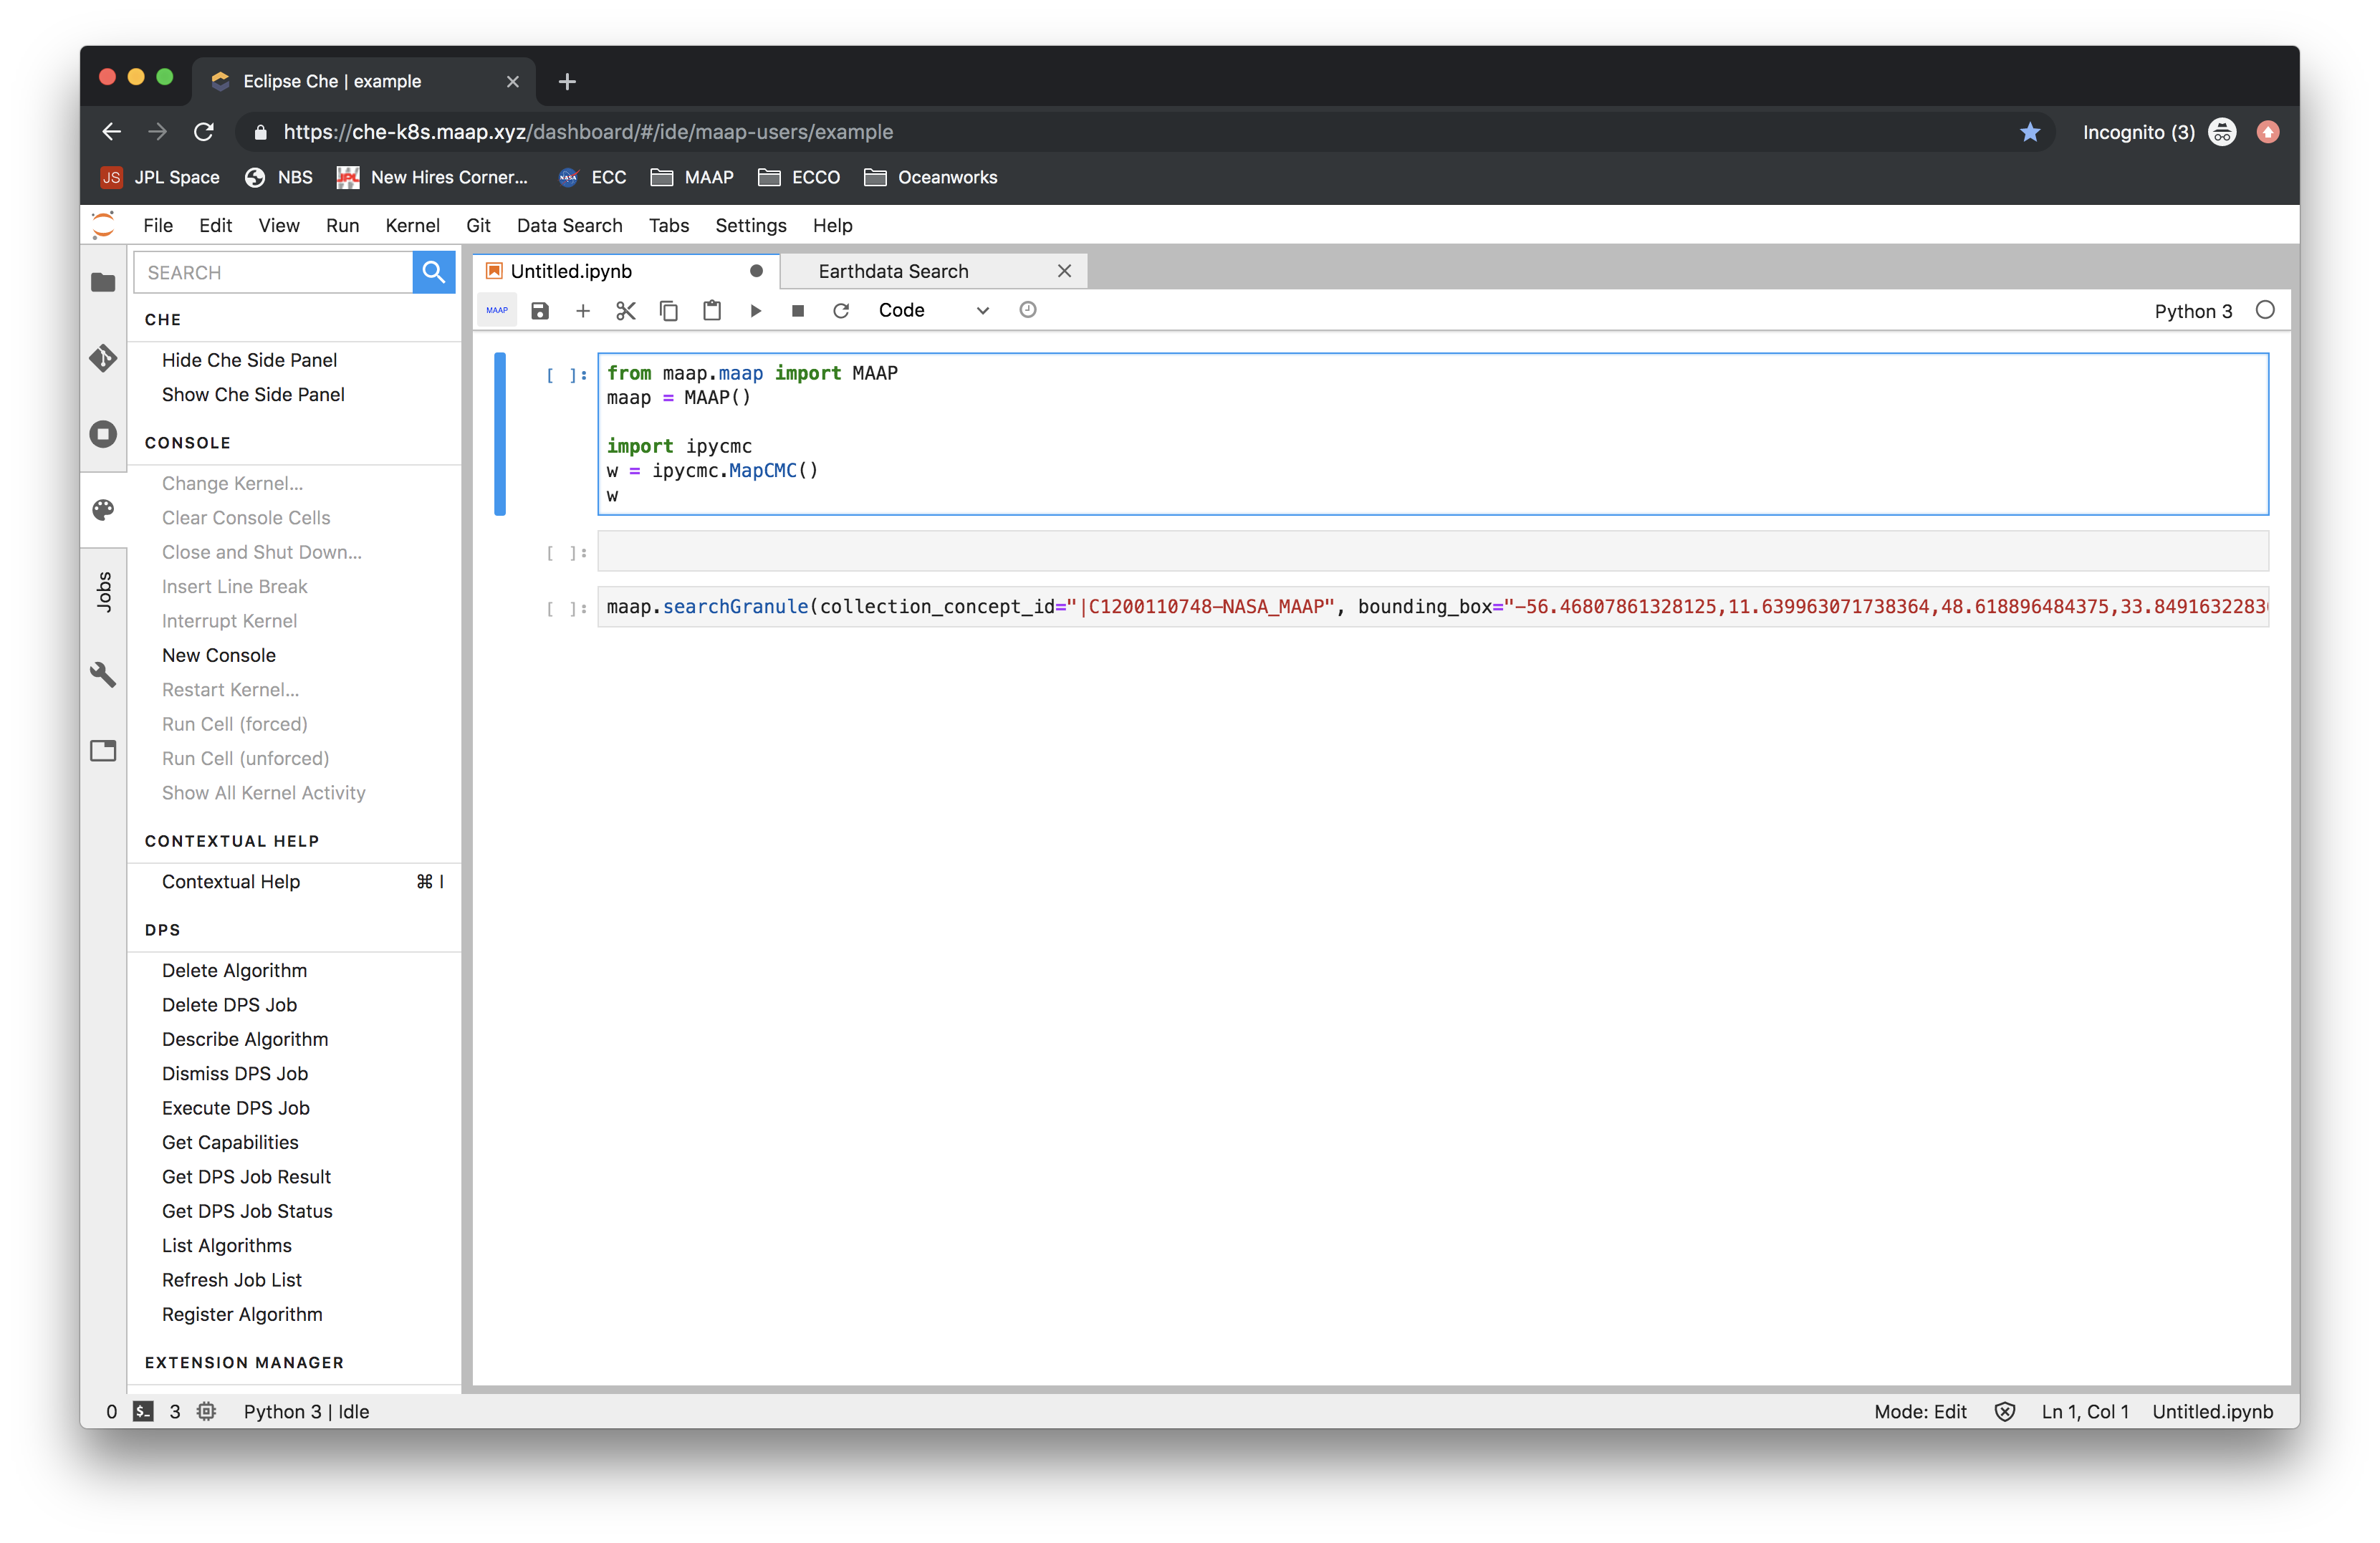 Eclipse Che | example
https://che-k8s.maap.xyz/dashboard/#/ide/maap-users/example
Incognito (3)
JS JPL Space
NBS
JPL New Hires Corner...
NASA ECC
MAAP
ECCO
Oceanworks
File Edit View Run Kernel Git Data Search Tabs Settings Help
SEARCH
CHE
Hide Che Side Panel
Show Che Side Panel
CONSOLE
Change Kernel...
Clear Console Cells
Close and Shut Down...
Insert Line Break
Interrupt Kernel
New Console
Restart Kernel...
Run Cell (forced)
Run Cell (unforced)
Show All Kernel Activity
CONTEXTUAL HELP
Contextual Help ⌘ I
DPS
Delete Algorithm
Delete DPS Job
Describe Algorithm
Dismiss DPS Job
Execute DPS Job
Get Capabilities
Get DPS Job Result
Get DPS Job Status
List Algorithms
Refresh Job List
Register Algorithm
EXTENSION MANAGER
Jobs
Untitled.ipynb
Earthdata Search
MAAP
Code
Python 3
[ ]:
from maap.maap import MAAP
maap = MAAP()
import ipycmc
w = ipycmc.MapCMC()
w
[ ]:
[ ]:
maap.searchGranule(collection_concept_id="|C1200110748-NASA_MAAP", bounding_box="-56.46807861328125,11.639963071738364,48.618896484375,33.8491632283
0 $_ 3
Python 3 | Idle
Mode: Edit
Ln 1, Col 1
Untitled.ipynb